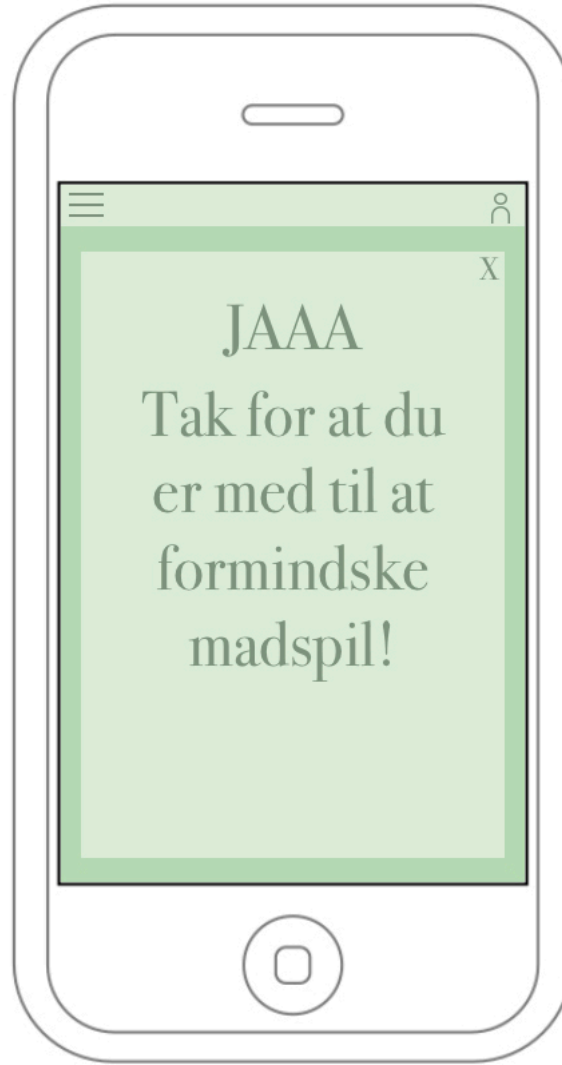 X
JAAA
Tak for at du
er med til at
formindske
madspil!